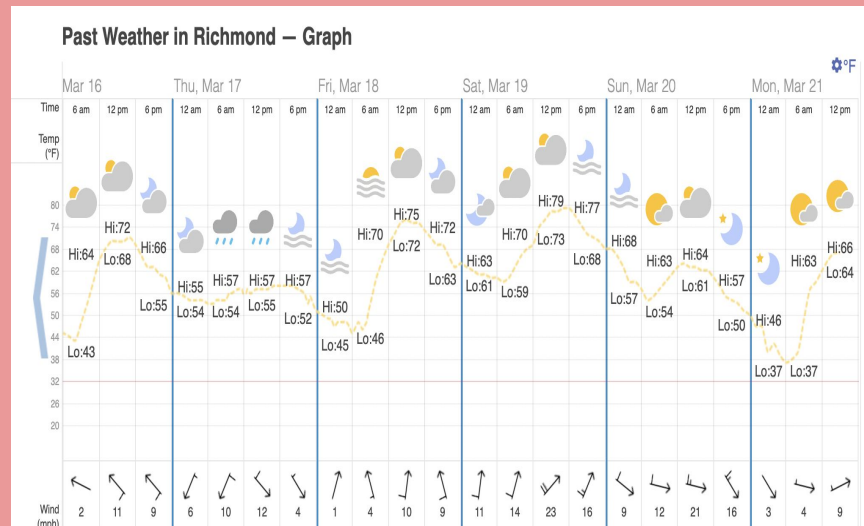 Past Weather in Richmond — Graph
°F
Mar 16 Thu, Mar 17 Fri, Mar 18 Sat, Mar 19 Sun, Mar 20 Mon, Mar 21
Time 6 am 12 pm 6 pm 12 am 6 am 12 pm 6 pm 12 am 6 am 12 pm 6 pm 12 am 6 am 12 pm 6 pm 12 am 6 am 12 pm 6 pm 12 am 6 am 12 pm
Temp
(°F)
80
74
68
62
56
50
44
38
32
26
20
Hi:64
Lo:43
Hi:72
Lo:68
Hi:66
Lo:55
Hi:55
Lo:54
Hi:57
Lo:54
Hi:57
Lo:55
Hi:57
Lo:52
Hi:50
Lo:45
Hi:70
Lo:46
Hi:75
Lo:72
Hi:72
Lo:63
Hi:63
Lo:61
Hi:70
Lo:59
Hi:79
Lo:73
Hi:77
Lo:68
Hi:68
Lo:57
Hi:63
Lo:54
Hi:64
Lo:61
Hi:57
Lo:50
Hi:46
Lo:37
Hi:63
Lo:37
Hi:66
Lo:64
Wind 2 11 9 6 10 12 4 1 4 10 9 11 14 23 16 9 12 21 16 3 4 9
(mph)